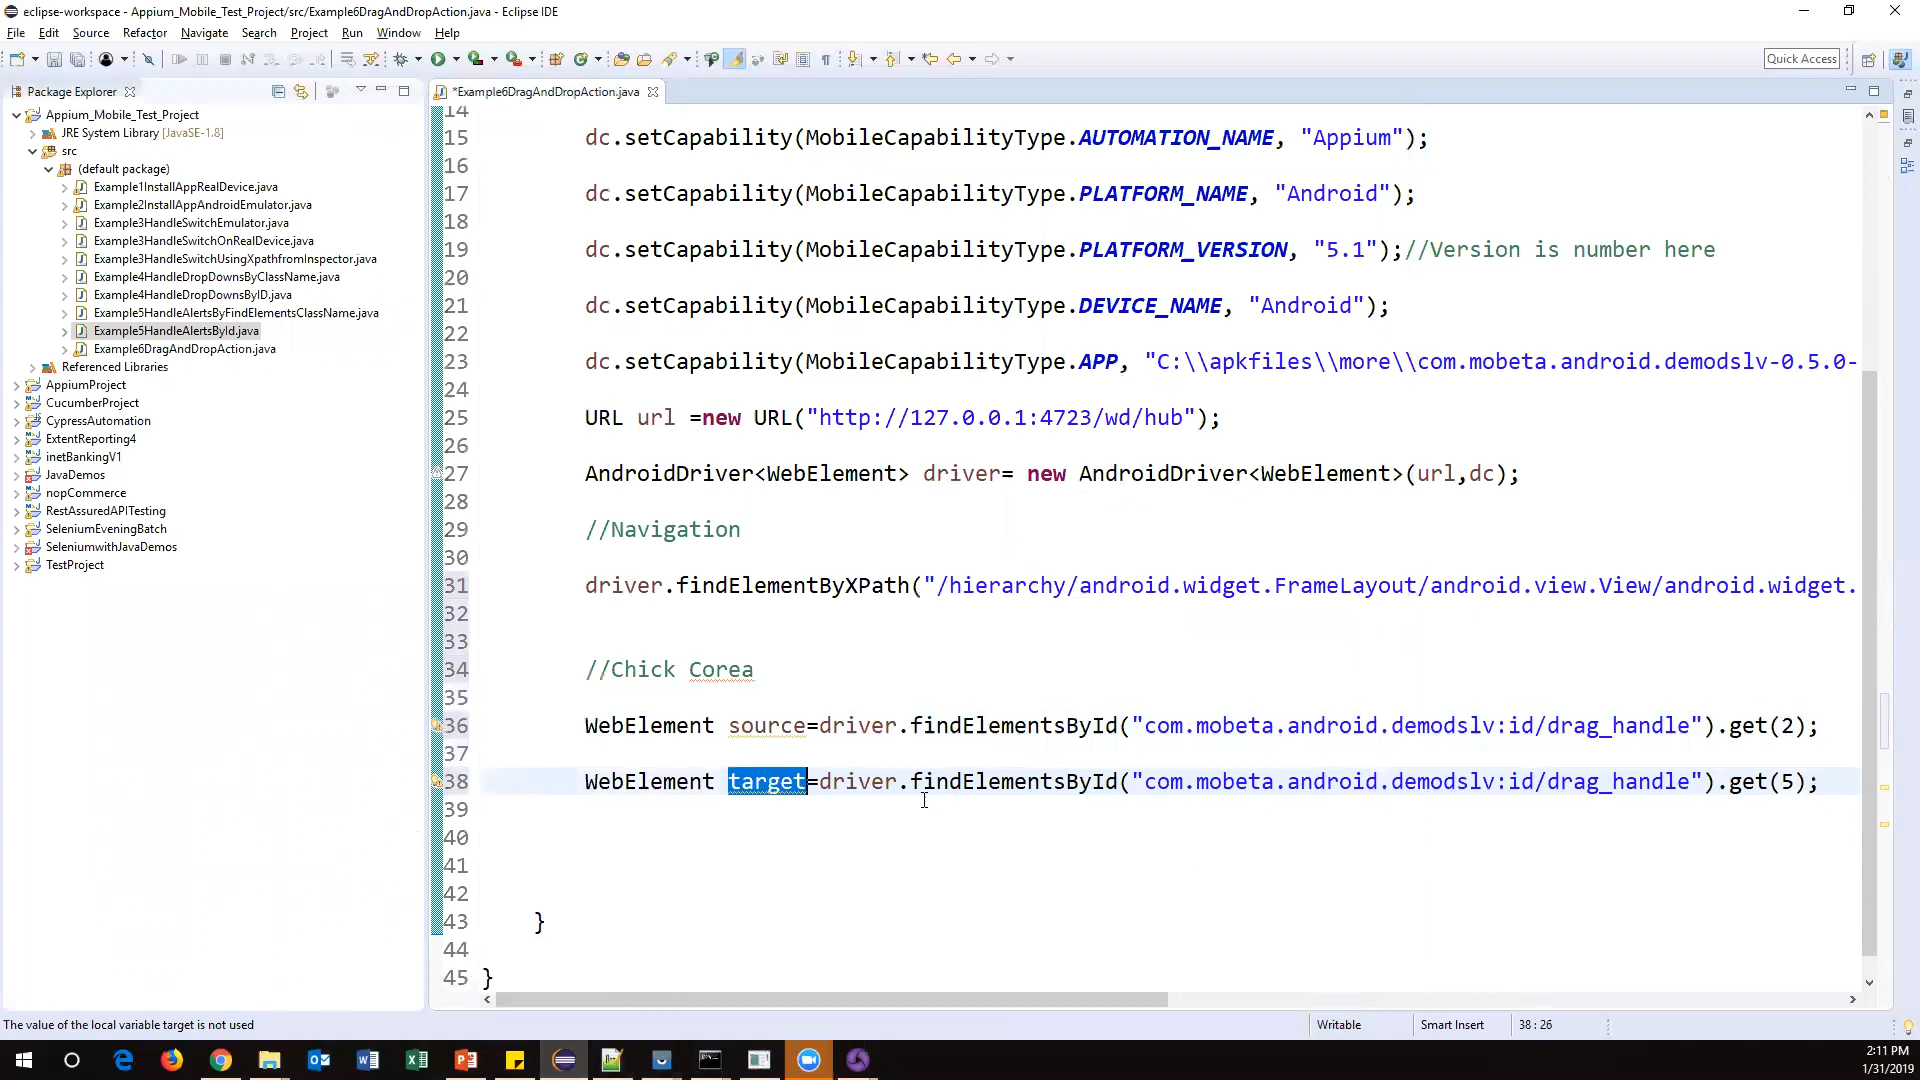 eclipse-workspace - Appium_Mobile_Test_Project/src/Example6DragAndDropAction.java - Eclipse IDE
File Edit Source Refactor Navigate Search Project Run Window Help
Quick Access
Package Explorer
*Example6DragAndDropAction.java
Appium_Mobile_Test_Project
JRE System Library [JavaSE-1.8]
src
(default package)
Example1InstallAppRealDevice.java
Example2InstallAppAndroidEmulator.java
Example3HandleSwitchEmulator.java
Example3HandleSwitchOnRealDevice.java
Example3HandleSwitchUsingXpathfromInspector.java
Example4HandleDropDownsByClassName.java
Example4HandleDropDownsByID.java
Example5HandleAlertsByFindElementsClassName.java
Example5HandleAlertsById.java
Example6DragAndDropAction.java
Referenced Libraries
AppiumProject
CucumberProject
CypressAutomation
ExtentReporting4
inetBankingV1
JavaDemos
nopCommerce
RestAssuredAPITesting
SeleniumEveningBatch
SeleniumwithJavaDemos
TestProject
14
15 dc.setCapability(MobileCapabilityType.AUTOMATION_NAME, "Appium");
16
17 dc.setCapability(MobileCapabilityType.PLATFORM_NAME, "Android");
18
19 dc.setCapability(MobileCapabilityType.PLATFORM_VERSION, "5.1");//Version is number here
20
21 dc.setCapability(MobileCapabilityType.DEVICE_NAME, "Android");
22
23 dc.setCapability(MobileCapabilityType.APP, "C:\\apkfiles\\more\\com.mobeta.android.demodslv-0.5.0-
24
25 URL url =new URL("http://127.0.0.1:4723/wd/hub");
26
27 AndroidDriver<WebElement> driver= new AndroidDriver<WebElement>(url,dc);
28
29 //Navigation
30
31 driver.findElementByXPath("/hierarchy/android.widget.FrameLayout/android.view.View/android.widget.
32
33
34 //Chick Corea
35
36 WebElement source=driver.findElementsById("com.mobeta.android.demodslv:id/drag_handle").get(2);
37
38 WebElement target=driver.findElementsById("com.mobeta.android.demodslv:id/drag_handle").get(5);
39
40
41
42
43 }
44
45 }
The value of the local variable target is not used
Writable
Smart Insert
38 : 26
2:11 PM
1/31/2019